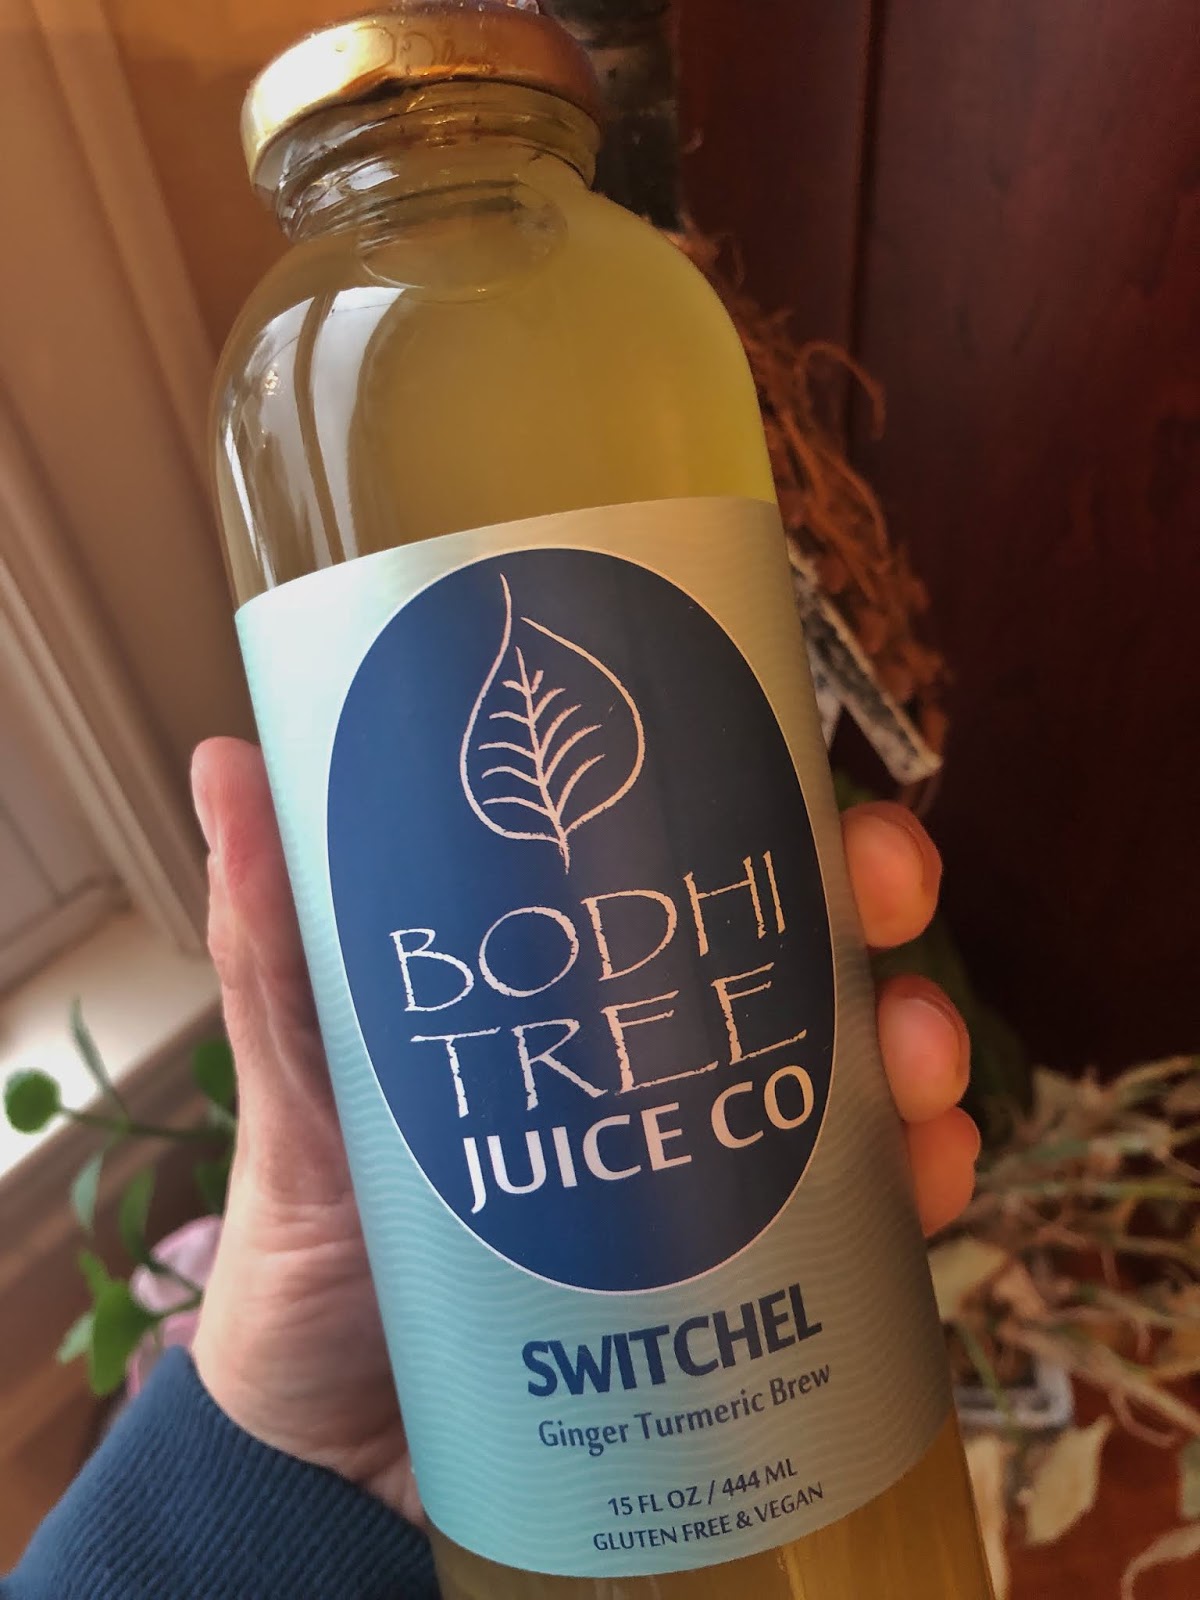 BODHI
TREE
JUICE CO
SWITCHEL
Ginger Turmeric Brew
15 FL OZ / 444 ML
GLUTEN FREE & VEGAN